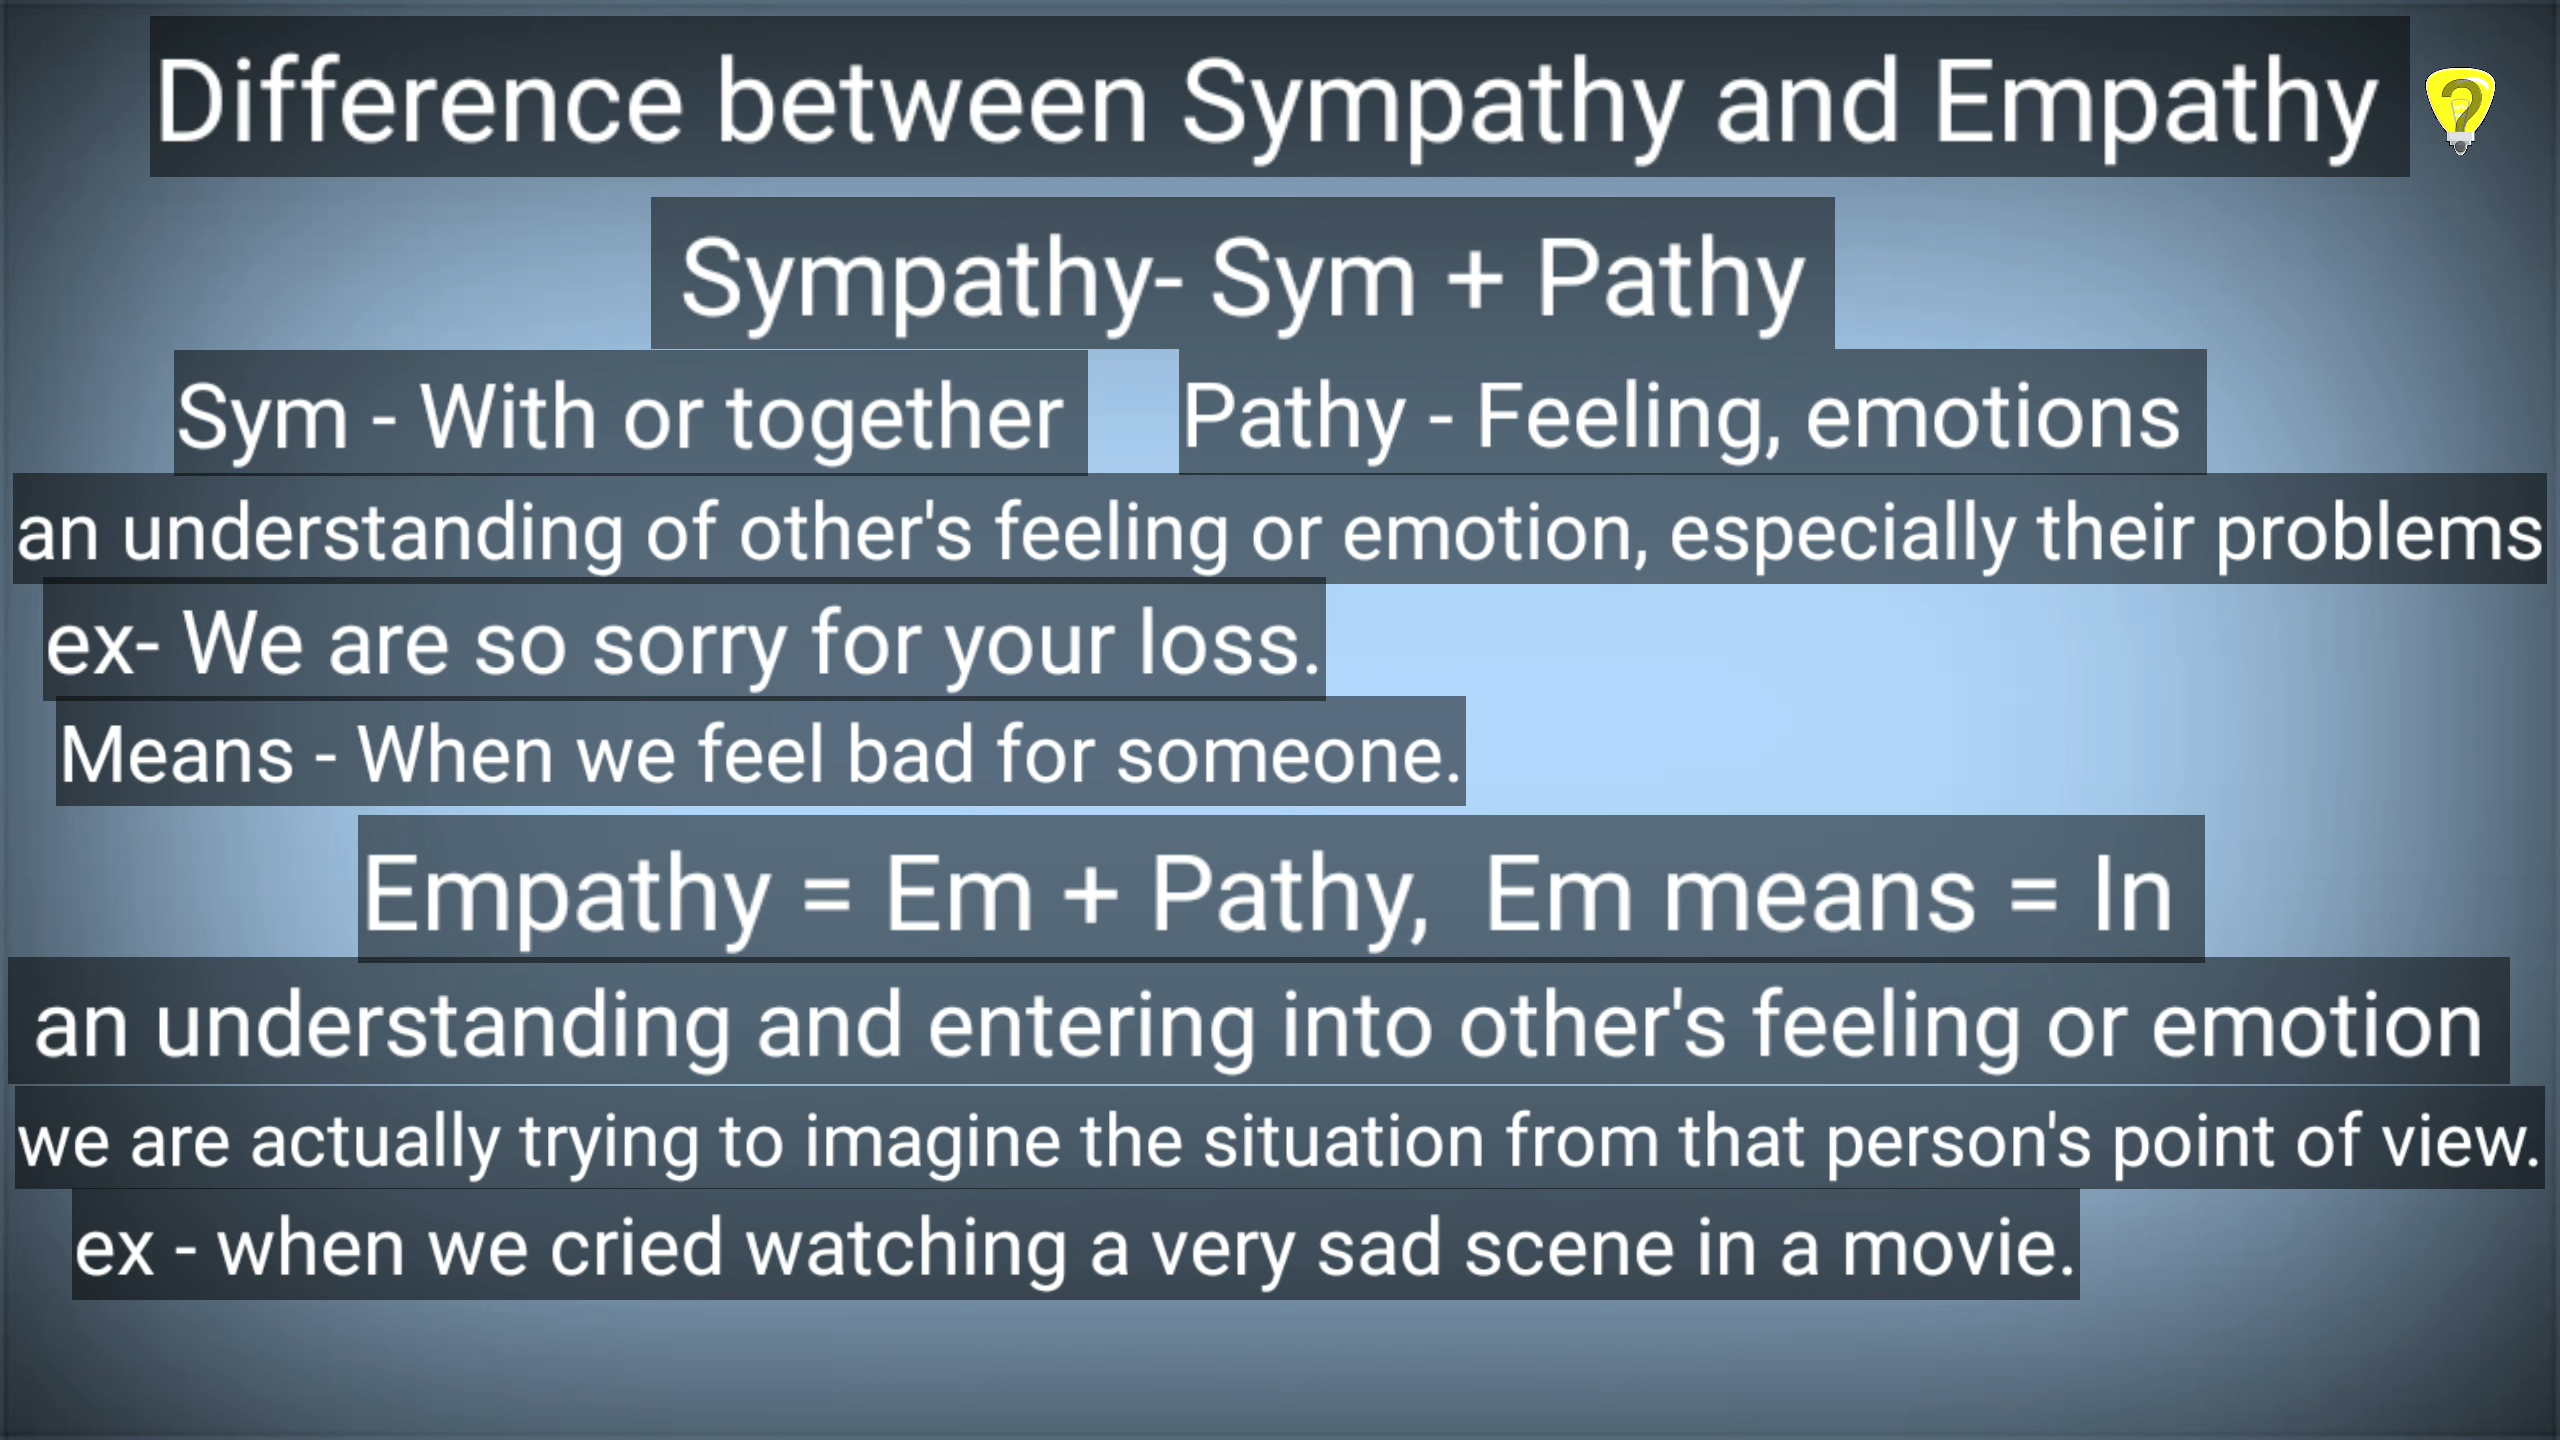 Difference between Sympathy and Empathy
Sympathy- Sym + Pathy
Sym - With or together Pathy - Feeling, emotions
an understanding of other's feeling or emotion, especially their problems
ex- We are so sorry for your loss.
Means - When we feel bad for someone.
Empathy = Em + Pathy, Em means = In
an understanding and entering into other's feeling or emotion
we are actually trying to imagine the situation from that person's point of view.
ex - when we cried watching a very sad scene in a movie.